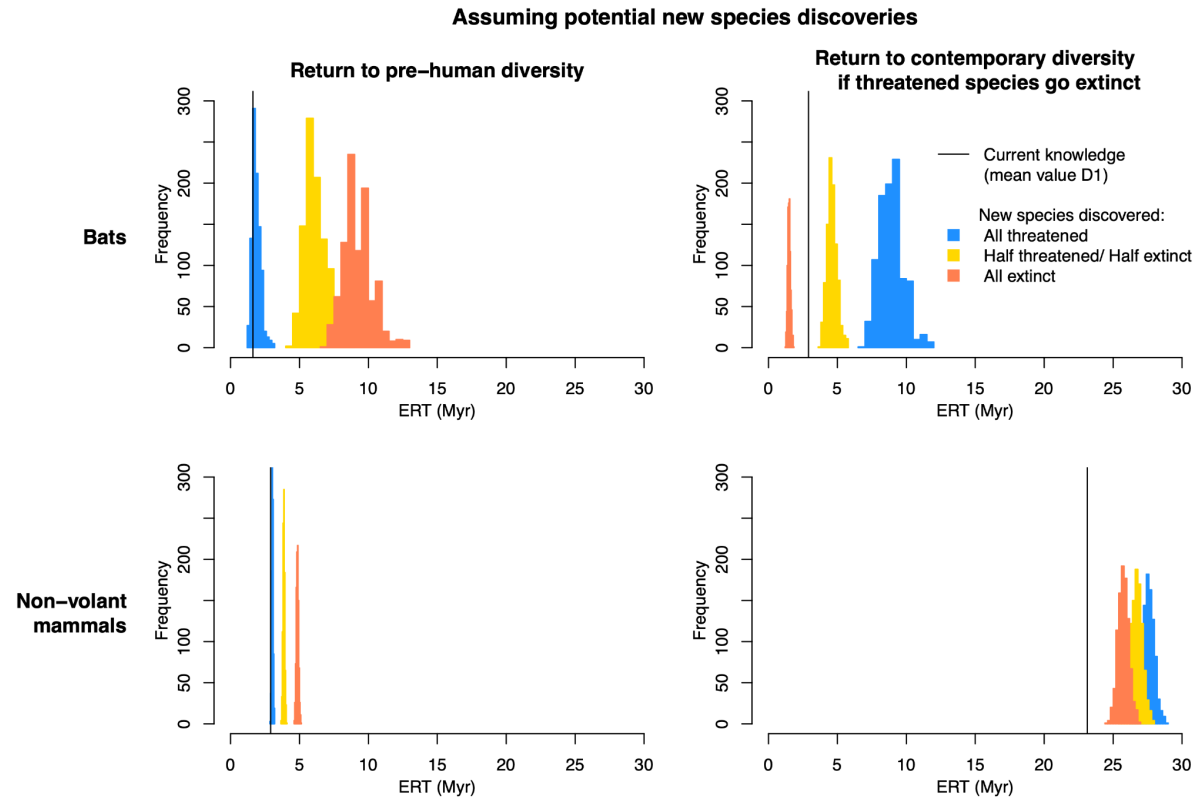 Assuming potential new species discoveries
Return to pre−human diversity
Return to contemporary diversity
if threatened species go extinct
Bats
Frequency
0
50
100
200
300
0 5 10 15 20 25 30
ERT (Myr)
Frequency
0
50
100
200
300
0 5 10 15 20 25 30
ERT (Myr)
Current knowledge
(mean value D1)
New species discovered:
All threatened
Half threatened/ Half extinct
All extinct
Non−volant
mammals
Frequency
0
50
100
200
300
0 5 10 15 20 25 30
ERT (Myr)
Frequency
0
50
100
200
300
0 5 10 15 20 25 30
ERT (Myr)